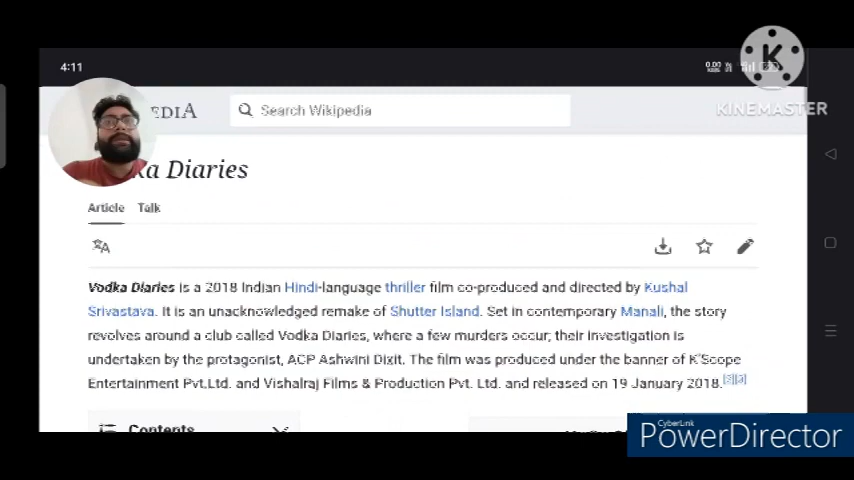 4:11
KINEMASTER
EDIA
Search Wikipedia
ka Diaries
Article Talk
Vodka Diaries is a 2018 Indian Hindi-language thriller film co-produced and directed by Kushal
Srivastava. It is an unacknowledged remake of Shutter Island. Set in contemporary Manali, the story
revolves around a club called Vodka Diaries, where a few murders occur; their investigation is
undertaken by the protagonist, ACP Ashwini Dixit. The film was produced under the banner of K'Scope
Entertainment Pvt.Ltd. and Vishalraj Films & Production Pvt. Ltd. and released on 19 January 2018.
Contents
CyberLink
PowerDirector